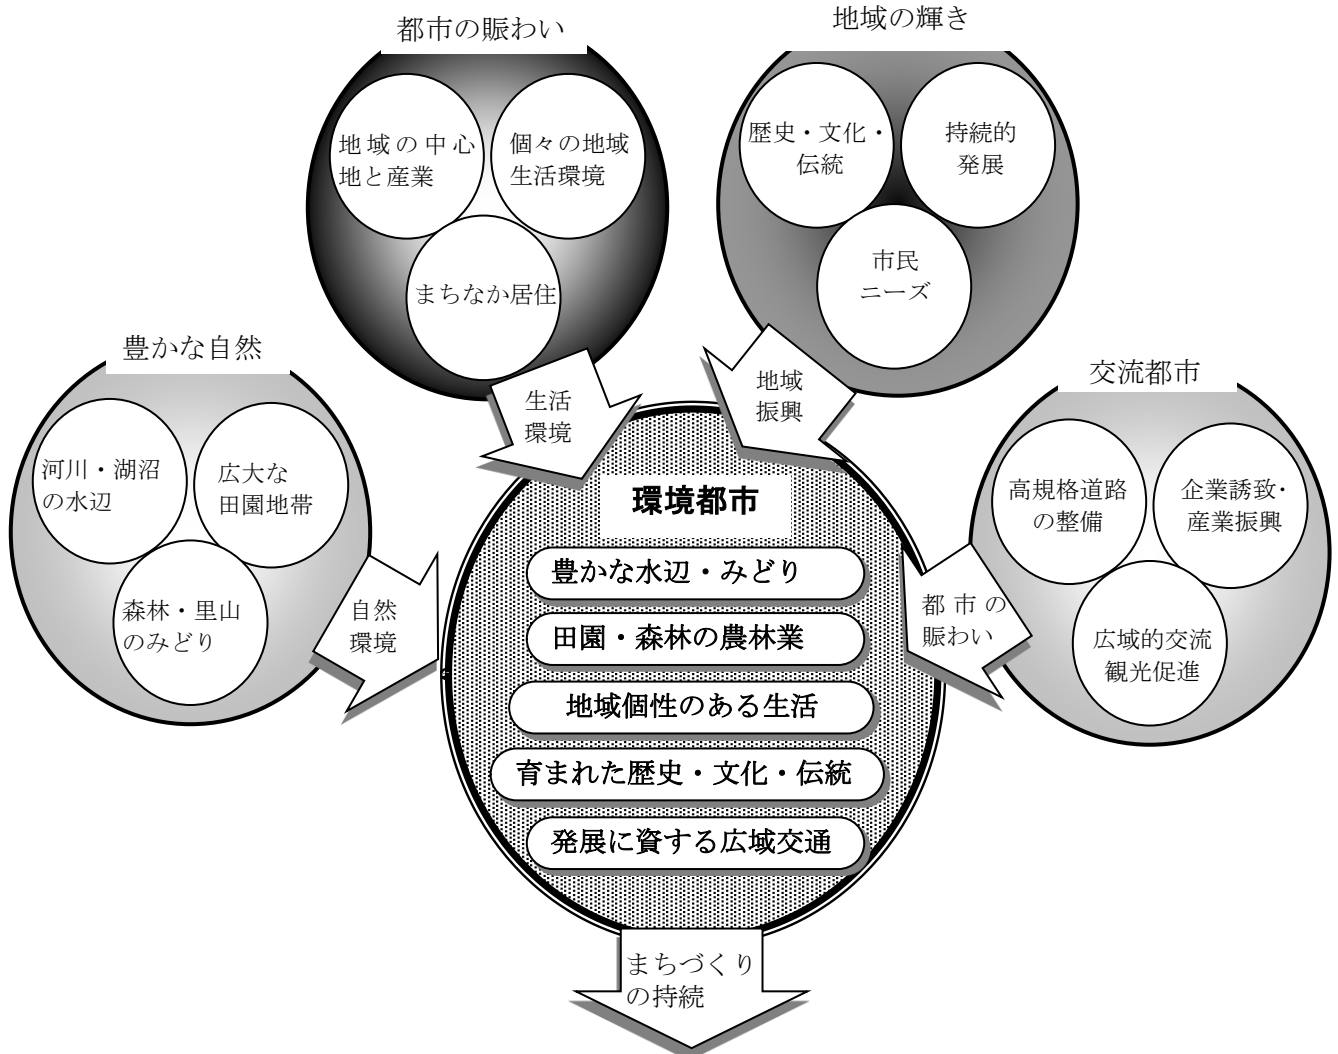 都市の賑わい
地域の中心
地と産業
個々の地域
生活環境
まちなか居住
生活
環境
地域の輝き
歴史・文化・
伝統
持続的
発展
市民
ニーズ
地域
振興
豊かな自然
河川・湖沼
の水辺
広大な
田園地帯
森林・里山
のみどり
自然
環境
交流都市
高規格道路
の整備
企業誘致・
産業振興
広域的交流
観光促進
都市の
賑わい
環境都市
豊かな水辺・みどり
田園・森林の農林業
地域個性のある生活
育まれた歴史・文化・伝統
発展に資する広域交通
まちづくり
の持続